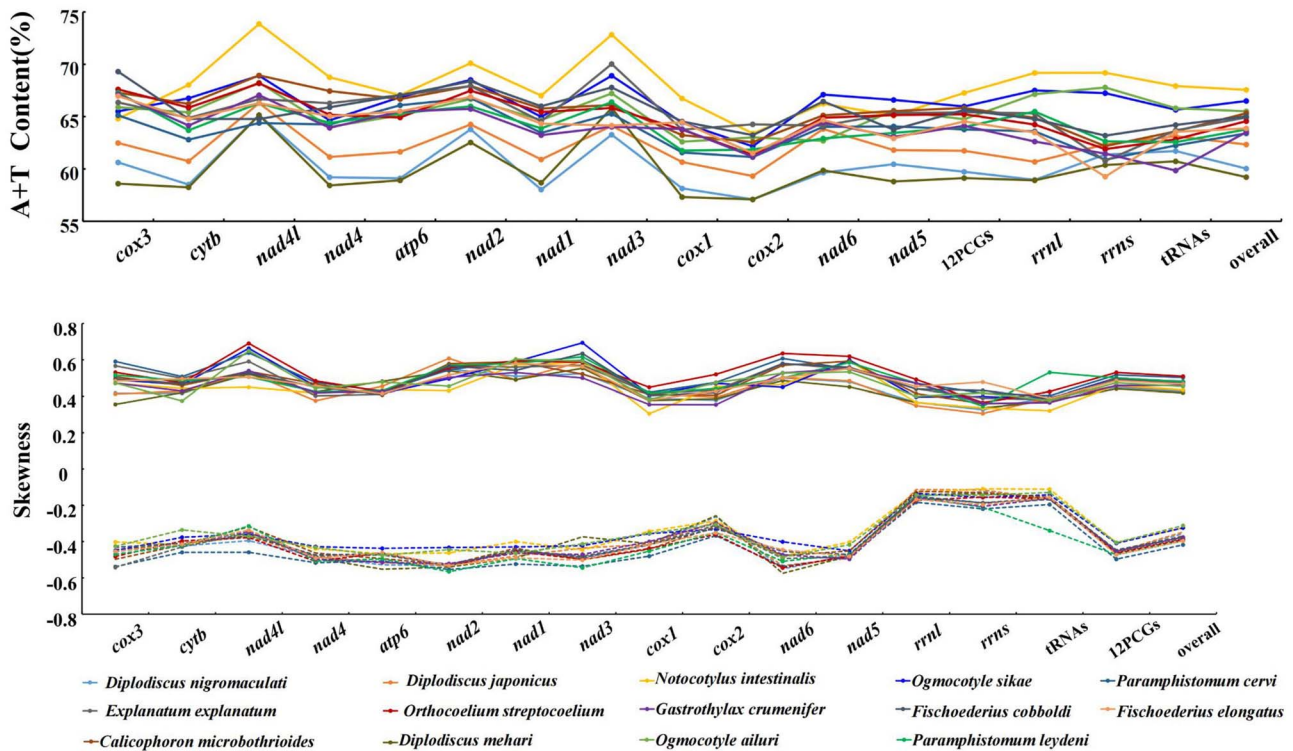 A+T Content(%)
75
70
65
60
55
cox3 cytb nad4l nad4 atp6 nad2 nad1 nad3 cox1 cox2 nad6 nad5 12PCGs rrnl rrns tRNAs overall
Skewness
0.8
0.6
0.4
0.2
0
-0.2
-0.4
-0.6
-0.8
cox3 cytb nad4l nad4 atp6 nad2 nad1 nad3 cox1 cox2 nad6 nad5 rrnl rrns tRNAs 12PCGs overall
Diplodiscus nigromaculati Diplodiscus japonicus Notocotylus intestinalis Ogmocotyle sikae Paramphistomum cervi
Explanatum explanatum Orthocoelium streptocoelium Gastrothylax crumenifer Fischoederius cobboldi Fischoederius elongatus
Calicophoron microbothrioides Diplodiscus mehari Ogmocotyle ailuri Paramphistomum leydeni